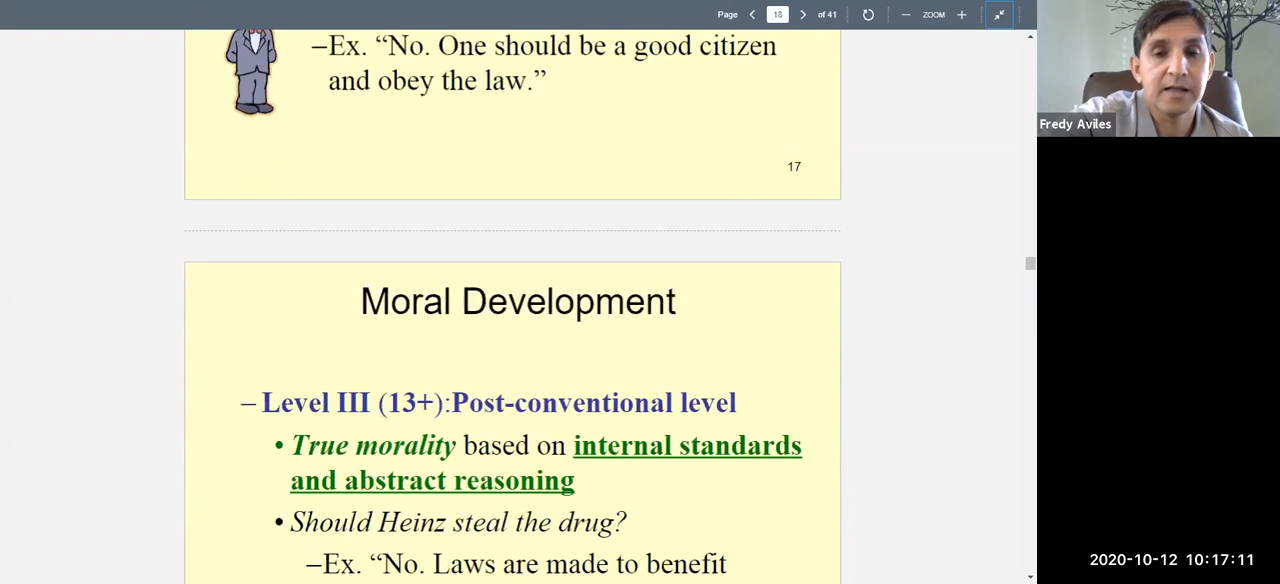 Page 18 of 41 ZOOM
–Ex. “No. One should be a good citizen
and obey the law.”
17
Fredy Aviles
Moral Development
– Level III (13+):Post-conventional level
• True morality based on internal standards
and abstract reasoning
• Should Heinz steal the drug?
–Ex. “No. Laws are made to benefit
2020-10-12 10:17:11